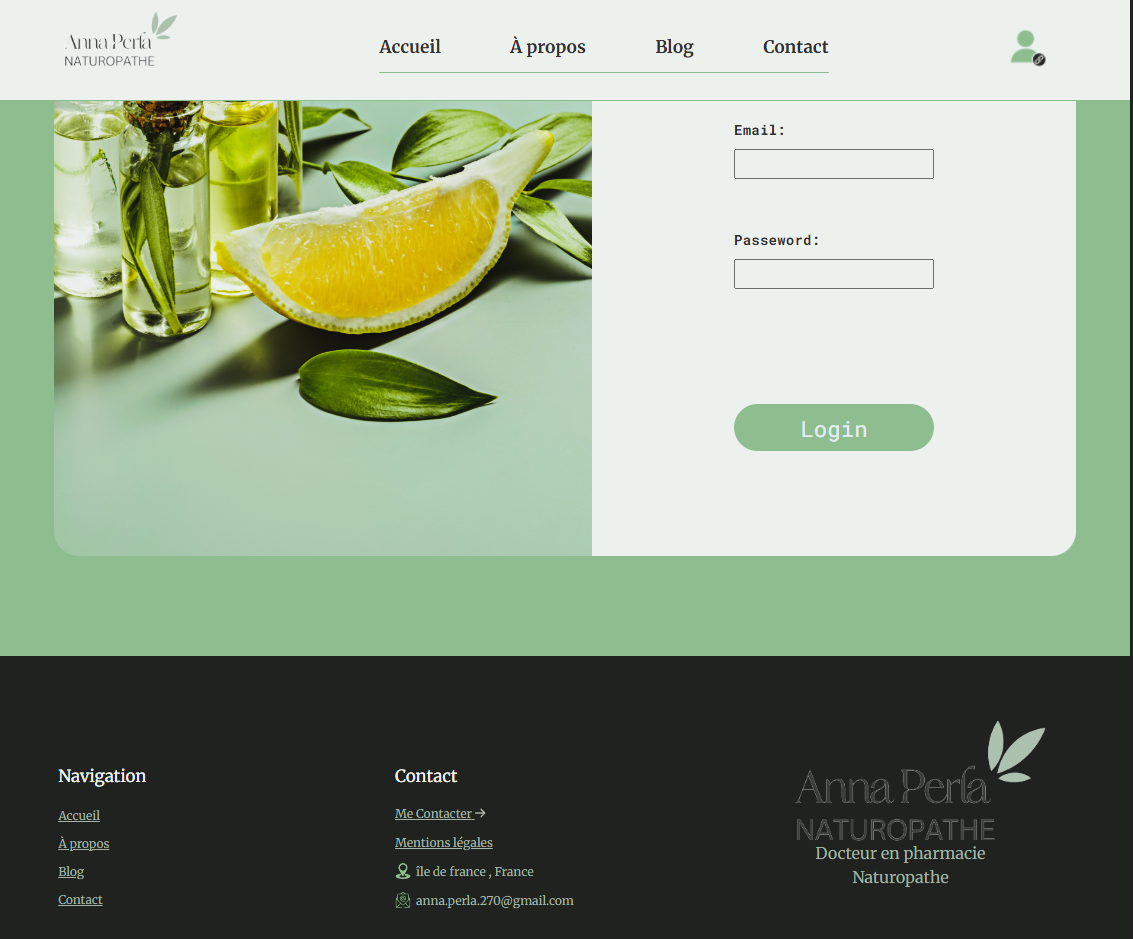 Anna Perla
NATUROPATHE
Accueil
À propos
Blog
Contact
Email:
Passeword:
Login
Navigation
Accueil
À propos
Blog
Contact
Contact
Me Contacter →
Mentions légales
île de france , France
anna.perla.270@gmail.com
Anna Perla
NATUROPATHE
Docteur en pharmacie
Naturopathe